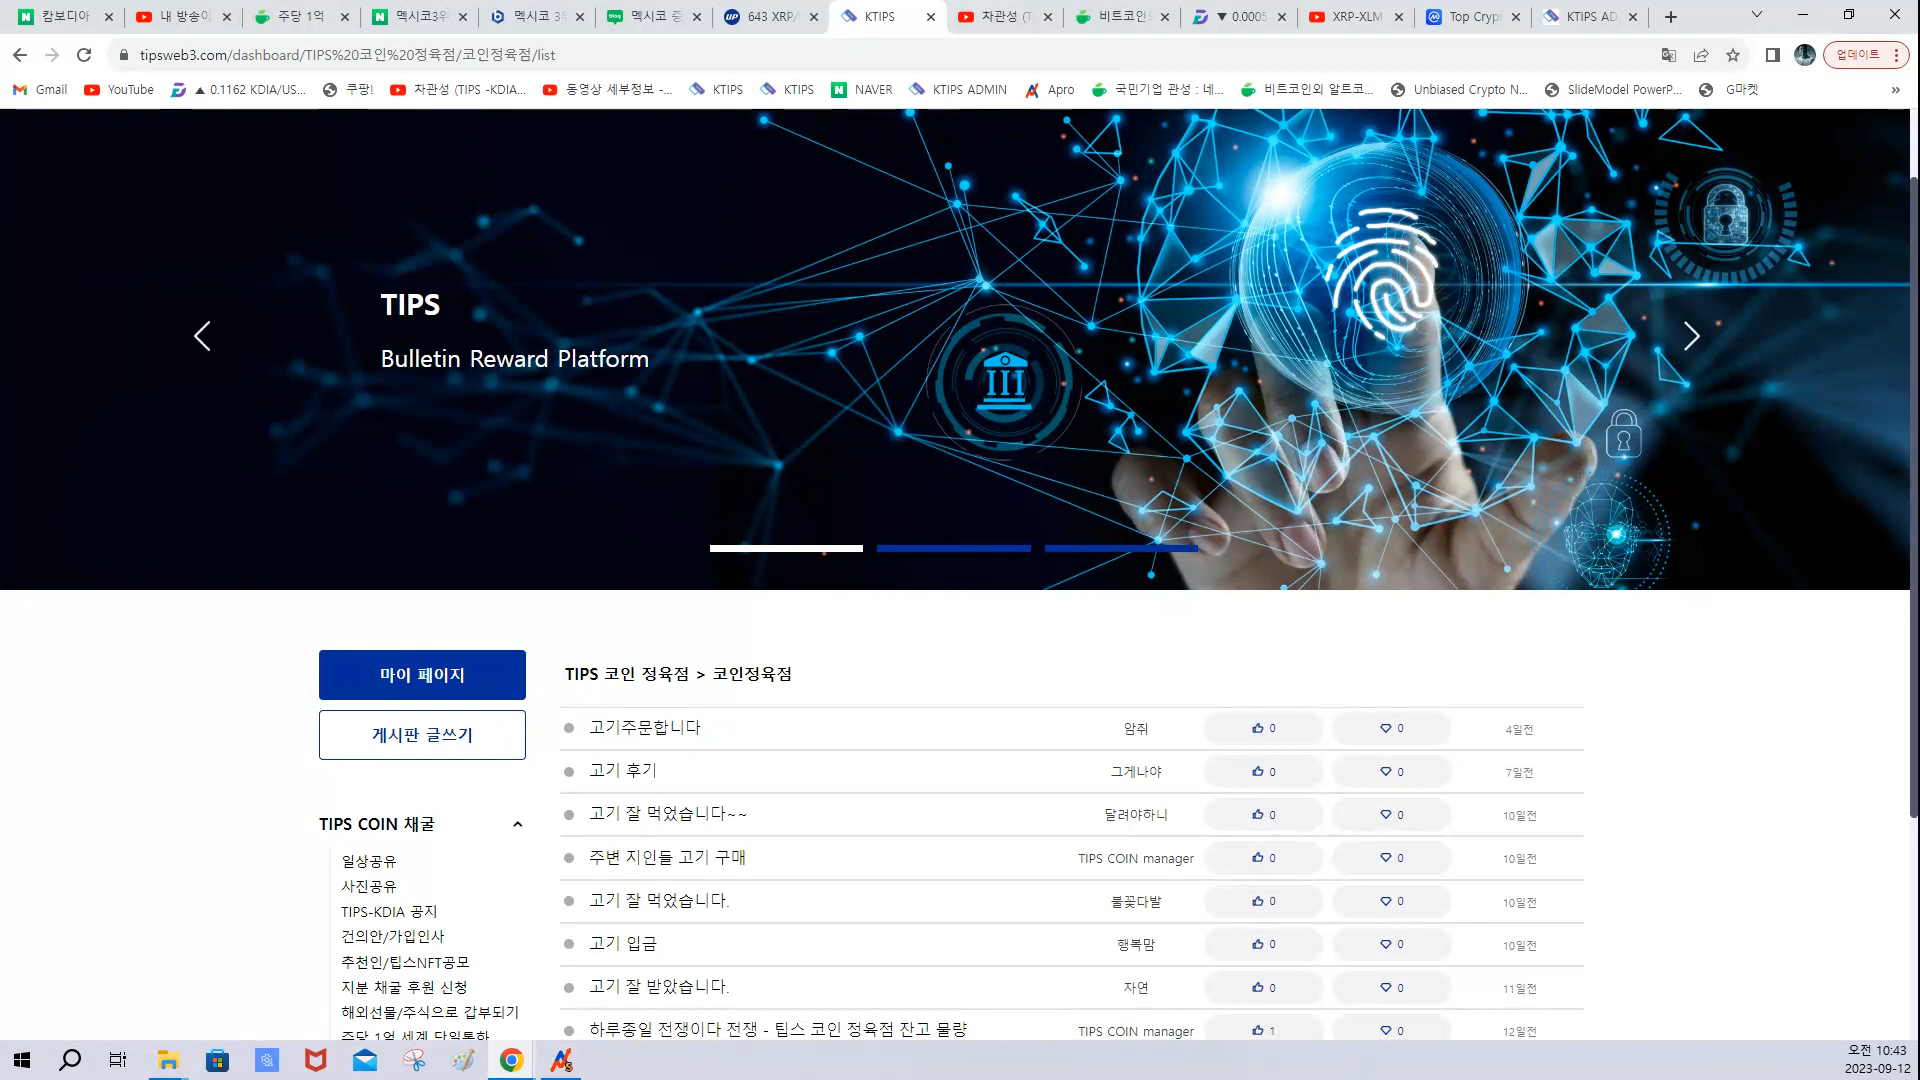 캄보디아
내 방송이
주당 1억
멕시코3위
멕시코 3
멕시코 중
643 XRP/
KTIPS
차관성 (T
비트코인
▼ 0.0005
XRP-XLM
Top Crypt
KTIPS AD
tipsweb3.com/dashboard/TIPS%20코인%20정육점/코인정육점/list
업데이트
Gmail
YouTube
▲ 0.1162 KDIA/US...
쿠팡!
차관성 (TIPS -KDIA...
동영상 세부정보 -...
KTIPS
KTIPS
NAVER
KTIPS ADMIN
Apro
국민기업 관성 : 네...
비트코인외 알트코...
Unbiased Crypto N...
SlideModel PowerP...
G마켓
»
TIPS
Bulletin Reward Platform
마이 페이지
게시판 글쓰기
TIPS COIN 채굴
일상공유
사진공유
TIPS-KDIA 공지
건의안/가입인사
추천인/팁스NFT공모
지분 채굴 후원 신청
해외선물/주식으로 갑부되기
주당 1억 세계 단일통화
TIPS 코인 정육점 > 코인정육점
고기주문합니다 암쥐 0 0 4일전
고기 후기 그게나야 0 0 7일전
고기 잘 먹었습니다~~ 달려야하니 0 0 10일전
주변 지인들 고기 구매 TIPS COIN manager 0 0 10일전
고기 잘 먹었습니다. 불꽃다발 0 0 10일전
고기 입금 행복맘 0 0 10일전
고기 잘 받았습니다. 자연 0 0 11일전
하루종일 전쟁이다 전쟁 - 팁스 코인 정육점 잔고 물량 TIPS COIN manager 1 0 12일전
오전 10:43
2023-09-12